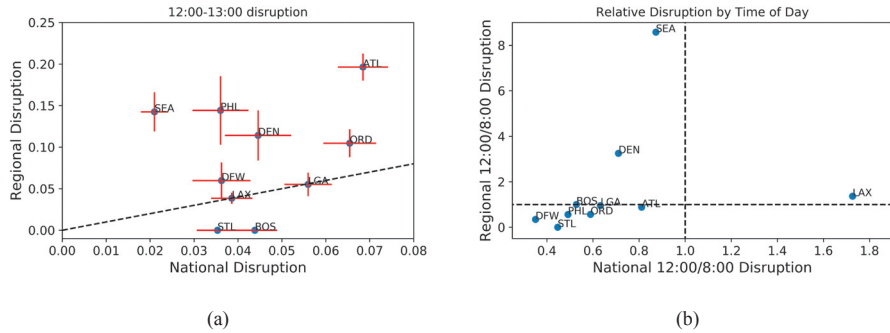 12:00-13:00 disruption
0.25
0.20
0.15
0.10
0.05
0.00
Regional Disruption
ATL
SEA
PHL
DEN
ORD
DFW
LGA
LAX
STL
BOS
0.00 0.01 0.02 0.03 0.04 0.05 0.06 0.07 0.08
National Disruption
(a)
Relative Disruption by Time of Day
8
6
4
2
0
Regional 12:00/8:00 Disruption
SEA
DEN
LAX
BOS
LGA
ATL
DFW
PHL
ORD
STL
0.4 0.6 0.8 1.0 1.2 1.4 1.6 1.8
National 12:00/8:00 Disruption
(b)